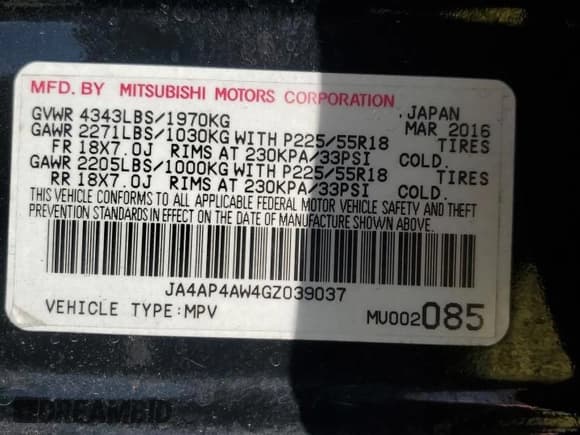 MFD. BY MITSUBISHI MOTORS CORPORATION
GVWR 4343LBS/1970KG JAPAN
GAWR 2271LBS/1030KG WITH P225/55R18 MAR 2016
FR 18X7.0J RIMS AT 230KPA/33PSI COLD. TIRES
GAWR 2205LBS/1000KG WITH P225/55R18
RR 18X7.0J RIMS AT 230KPA/33PSI COLD. TIRES
THIS VEHICLE CONFORMS TO ALL APPLICABLE FEDERAL MOTOR VEHICLE SAFETY AND THEFT
PREVENTION STANDARDS IN EFFECT ON THE DATE OF MANUFACTURE SHOWN ABOVE.
JA4AP4AW4GZ039037
VEHICLE TYPE:MPV MU002085
DREAMBID